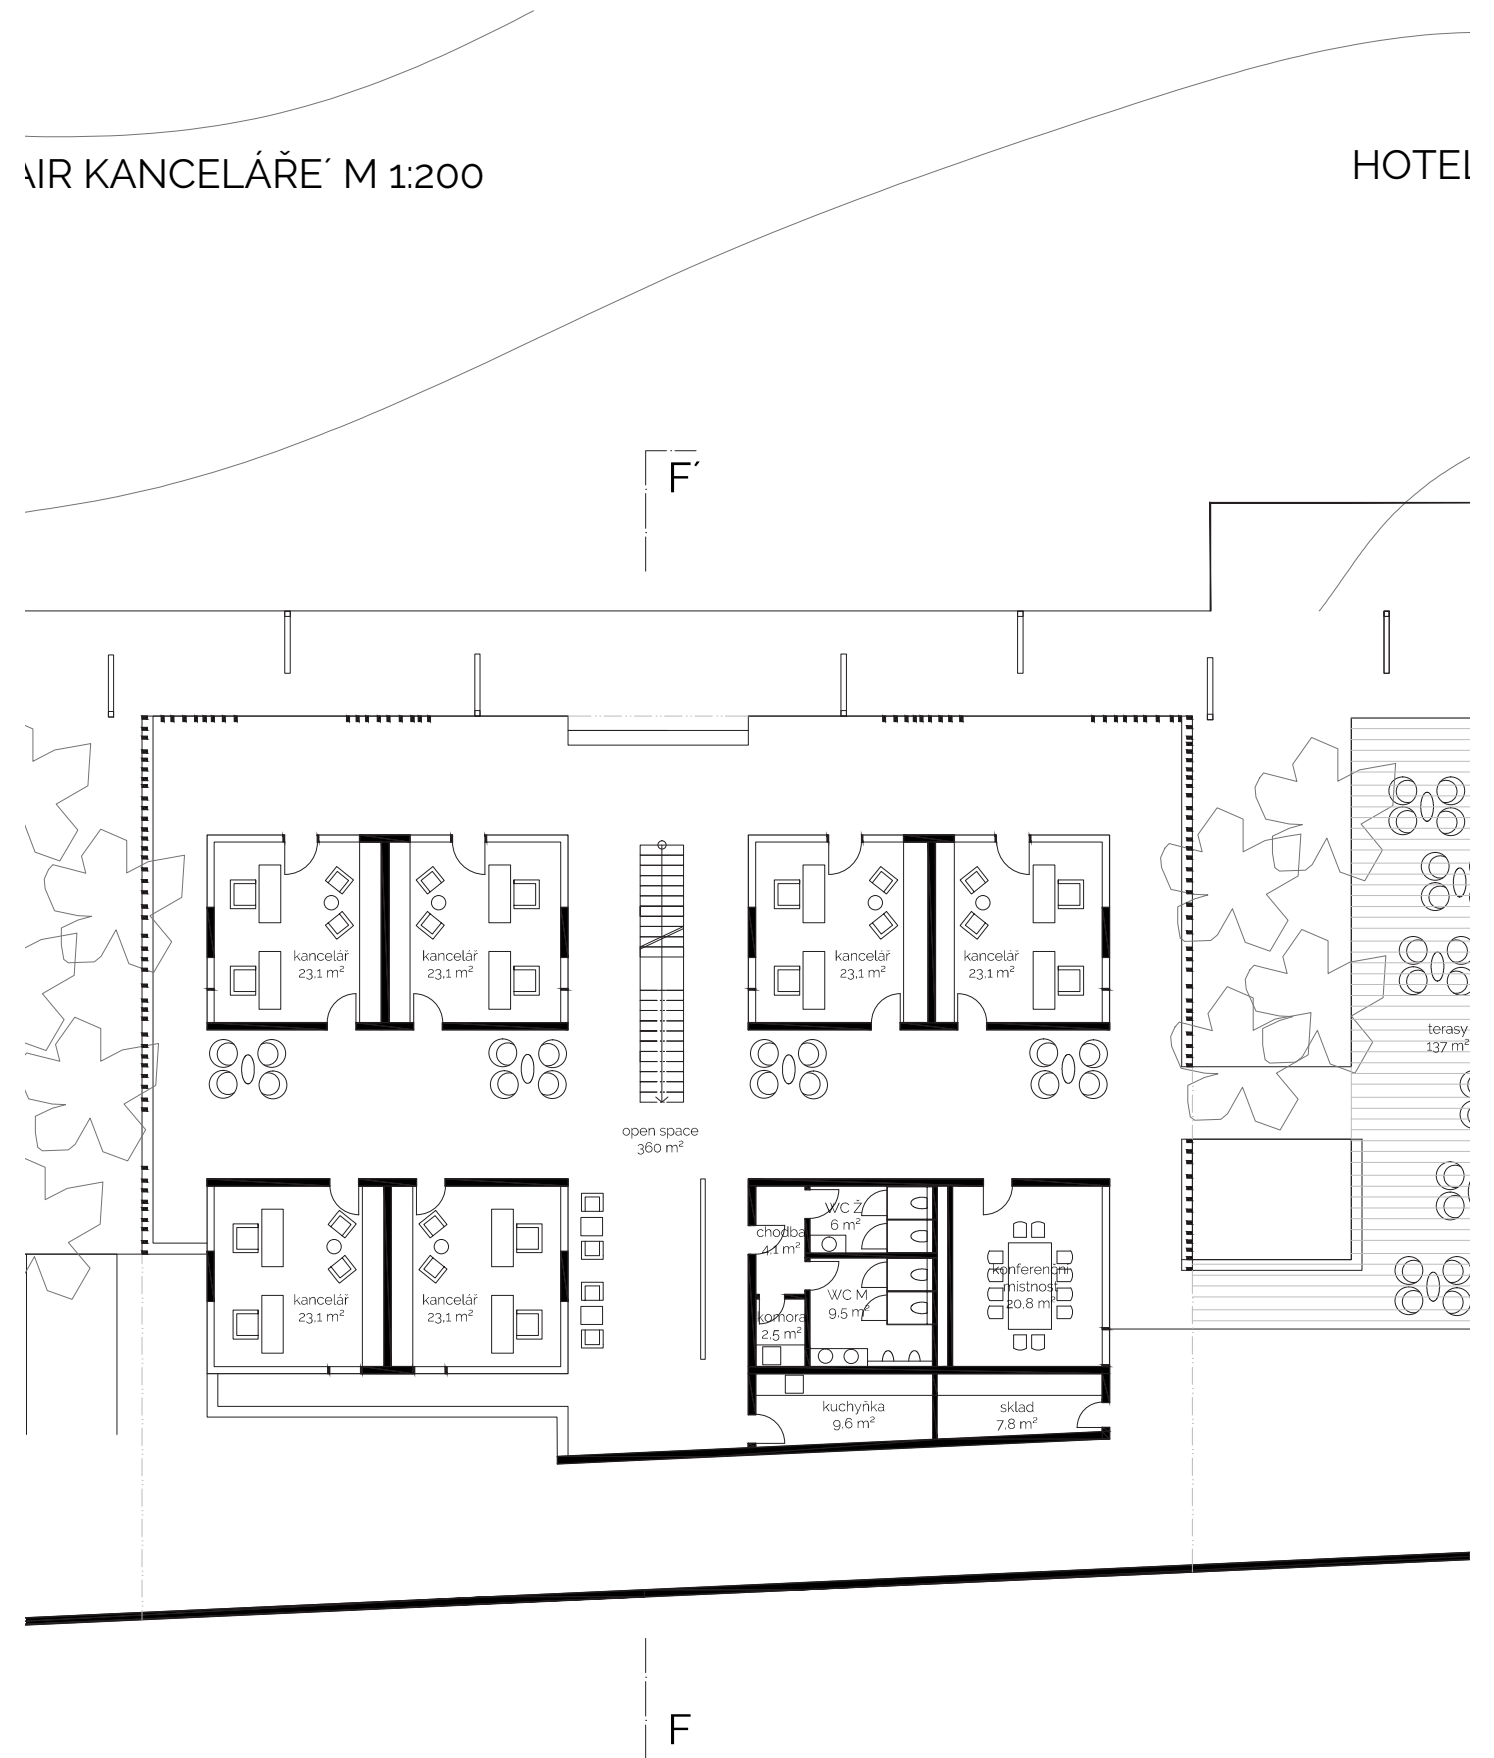 AIR KANCELÁŘE´ M 1:200
HOTEL
F´
kancelář
23,1 m²
kancelář
23,1 m²
kancelář
23,1 m²
kancelář
23,1 m²
terasy
137 m²
open space
360 m²
WC Ž
6 m²
chodba
4,1 m²
konferenční
místnost
20,8 m²
kancelář
23,1 m²
kancelář
23,1 m²
WC M
9,5 m²
komora
2,5 m²
kuchyňka
9,6 m²
sklad
7,8 m²
F